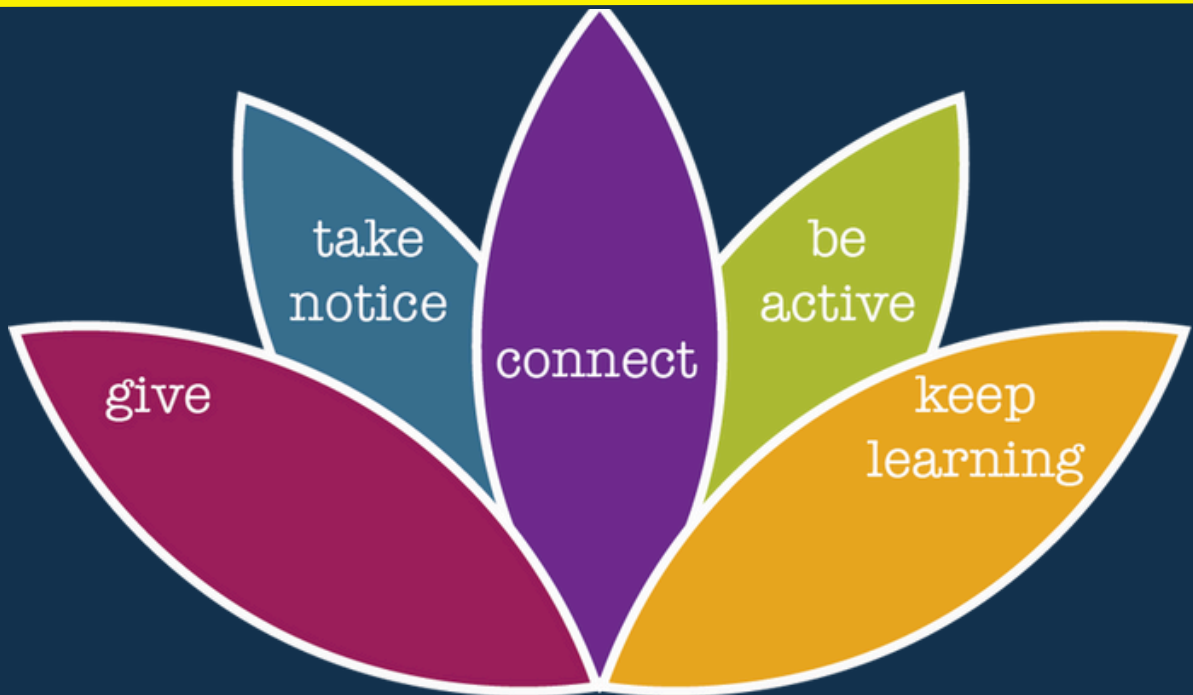 give
take
notice
connect
be
active
keep
learning